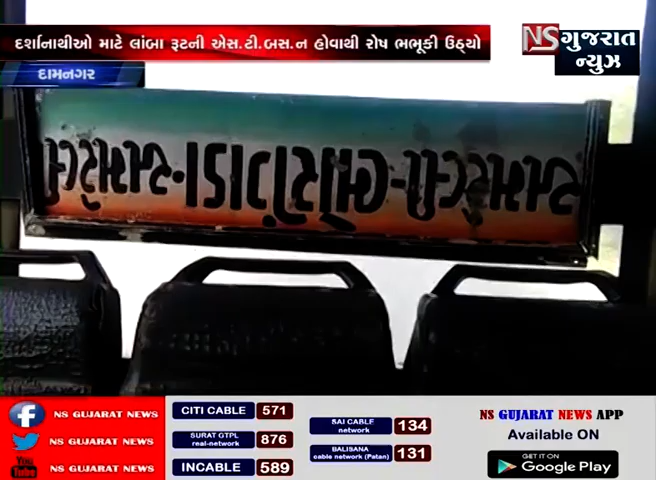 દર્શનાર્થીઓ માટે લાંબા રૂટની એસ.ટી.બસ.ન હોવાથી રોષ ભભૂકી ઉઠ્યો
NS ગુજરાત ન્યુઝ
દામનગર
NS GUJARAT NEWS
NS GUJARAT NEWS
You Tube NS GUJARAT NEWS
CITI CABLE 571
SURAT GTPL real-network 876
INCABLE 589
SAI CABLE network 134
BALISANA cable network (Patan) 131
NS GUJARAT NEWS APP
Available ON
GET IT ON
Google Play